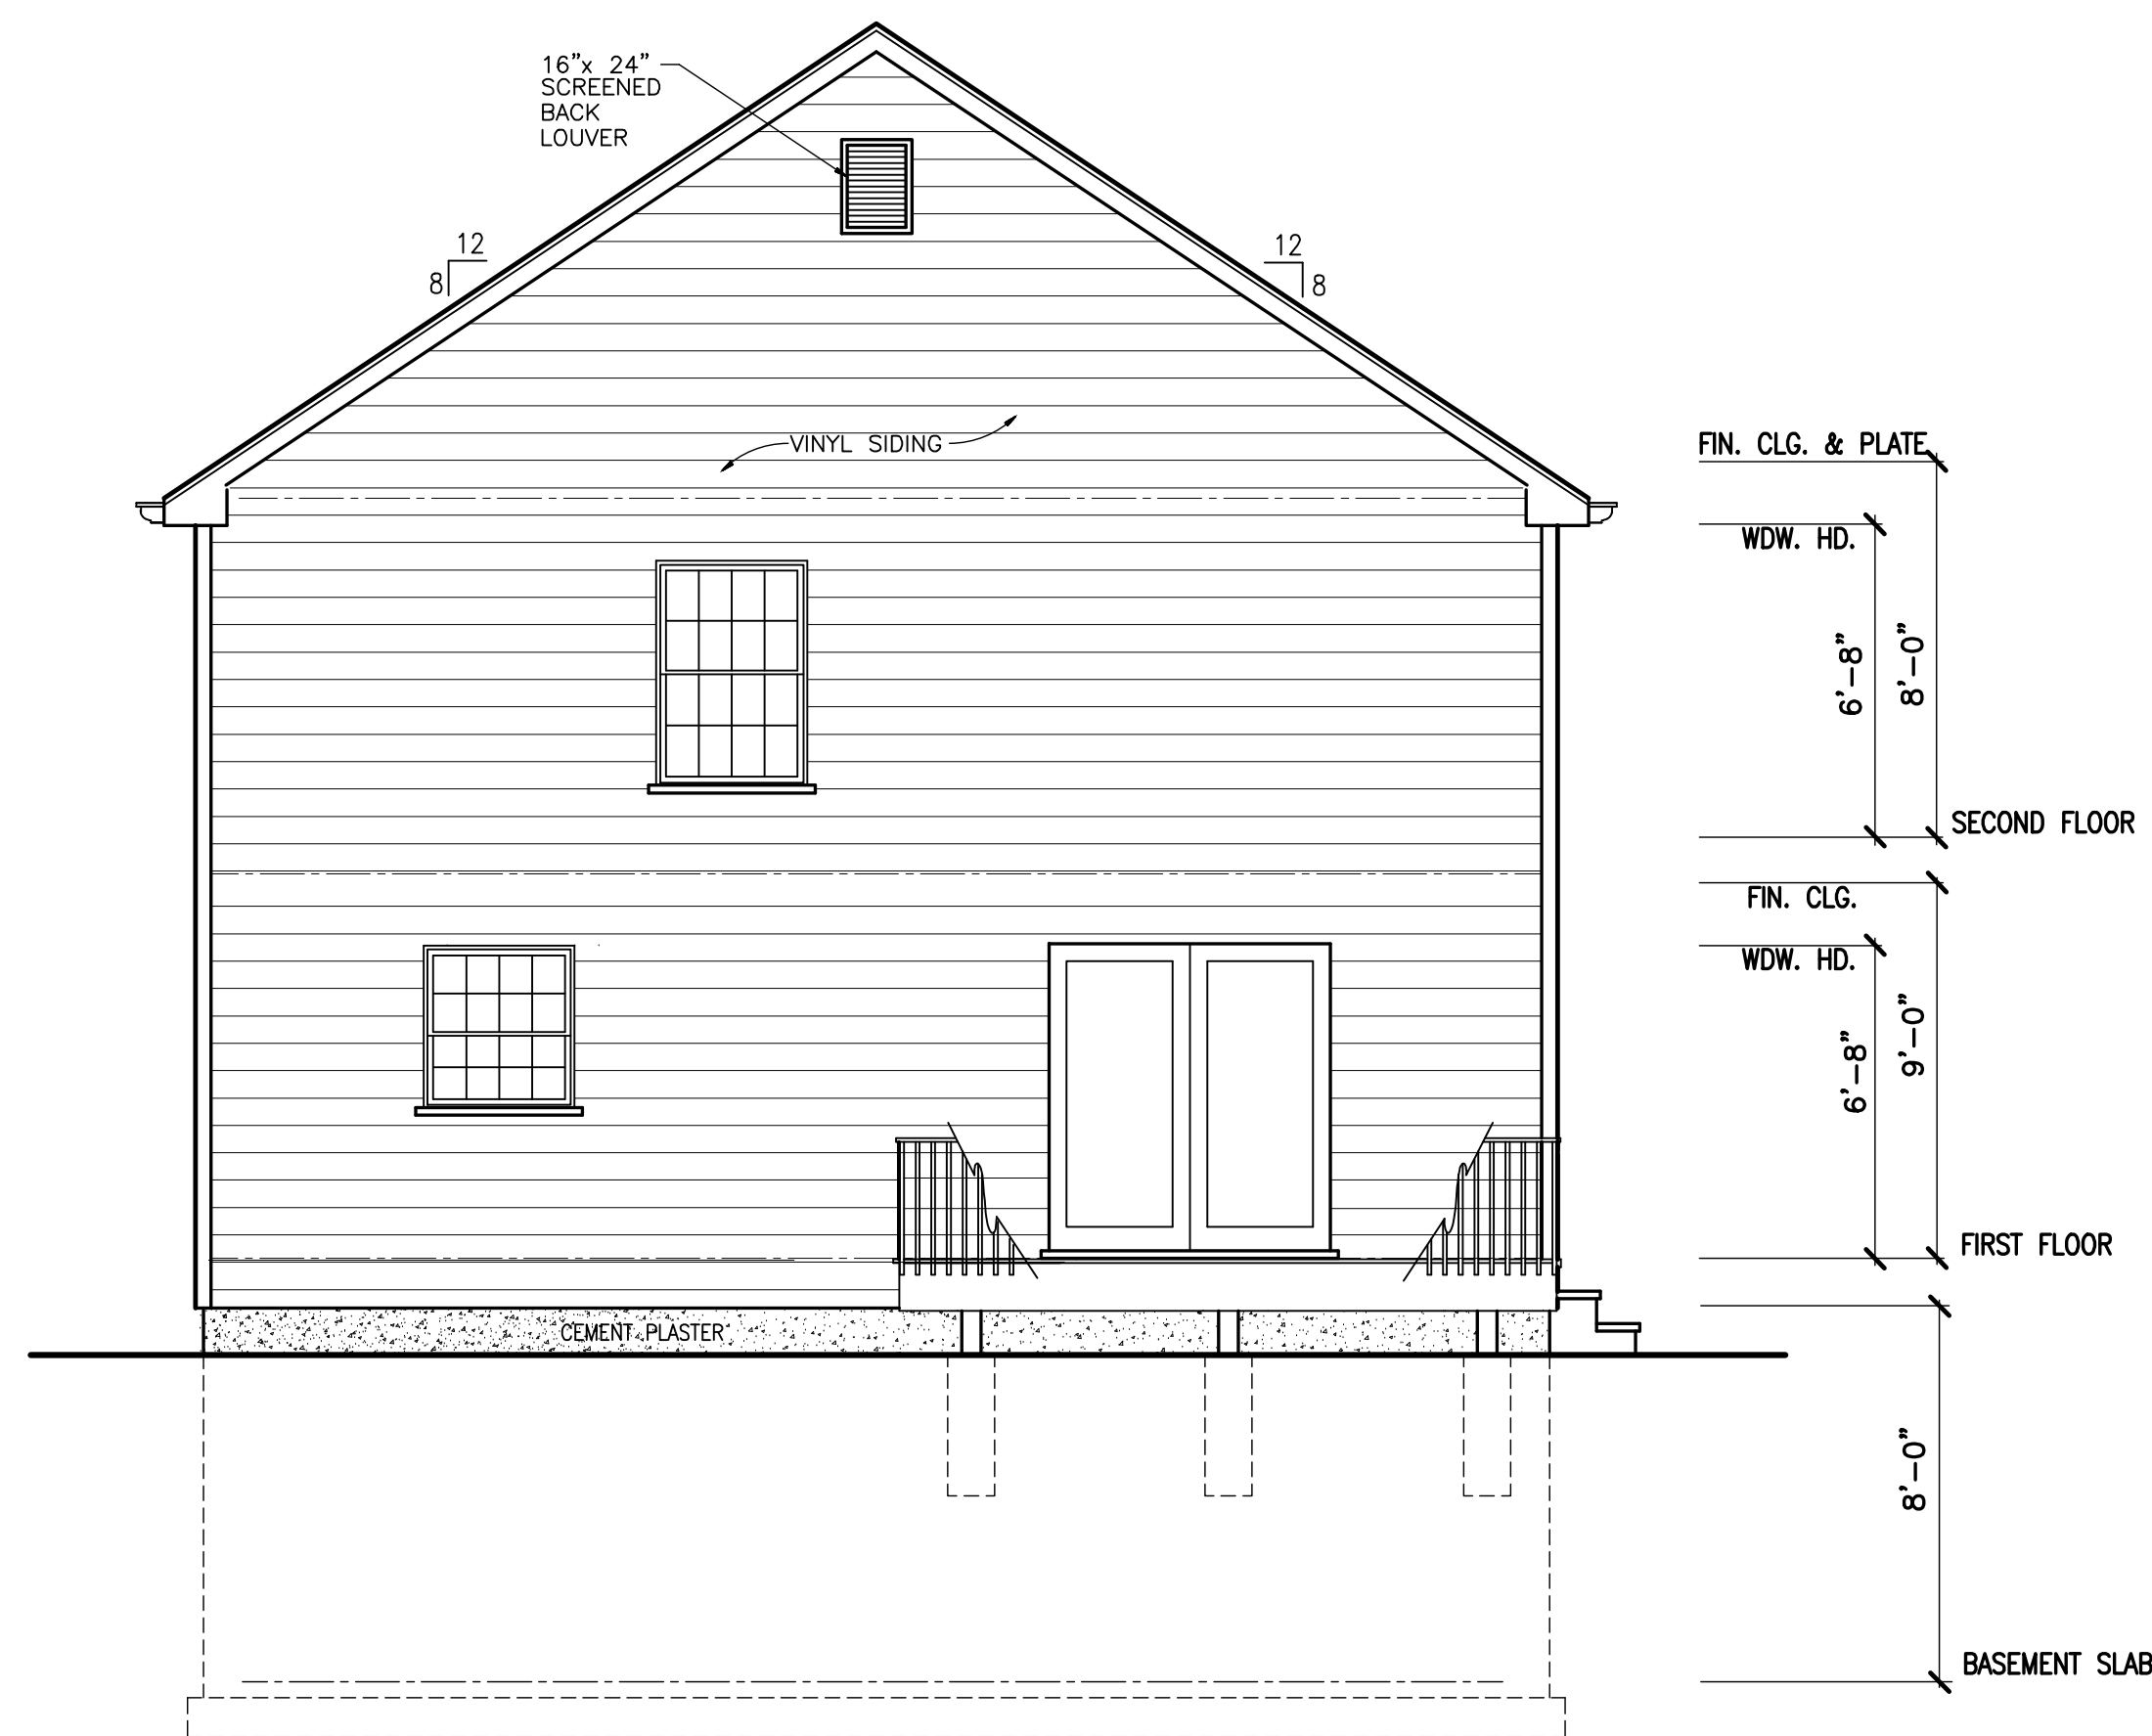 16"x 24"
SCREENED
BACK
LOUVER
12
8
12
8
VINYL SIDING
FIN. CLG. & PLATE
WDW. HD.
6'-8"
8'-0"
SECOND FLOOR
FIN. CLG.
WDW. HD.
6'-8"
9'-0"
FIRST FLOOR
CEMENT PLASTER
8'-0"
BASEMENT SLAB